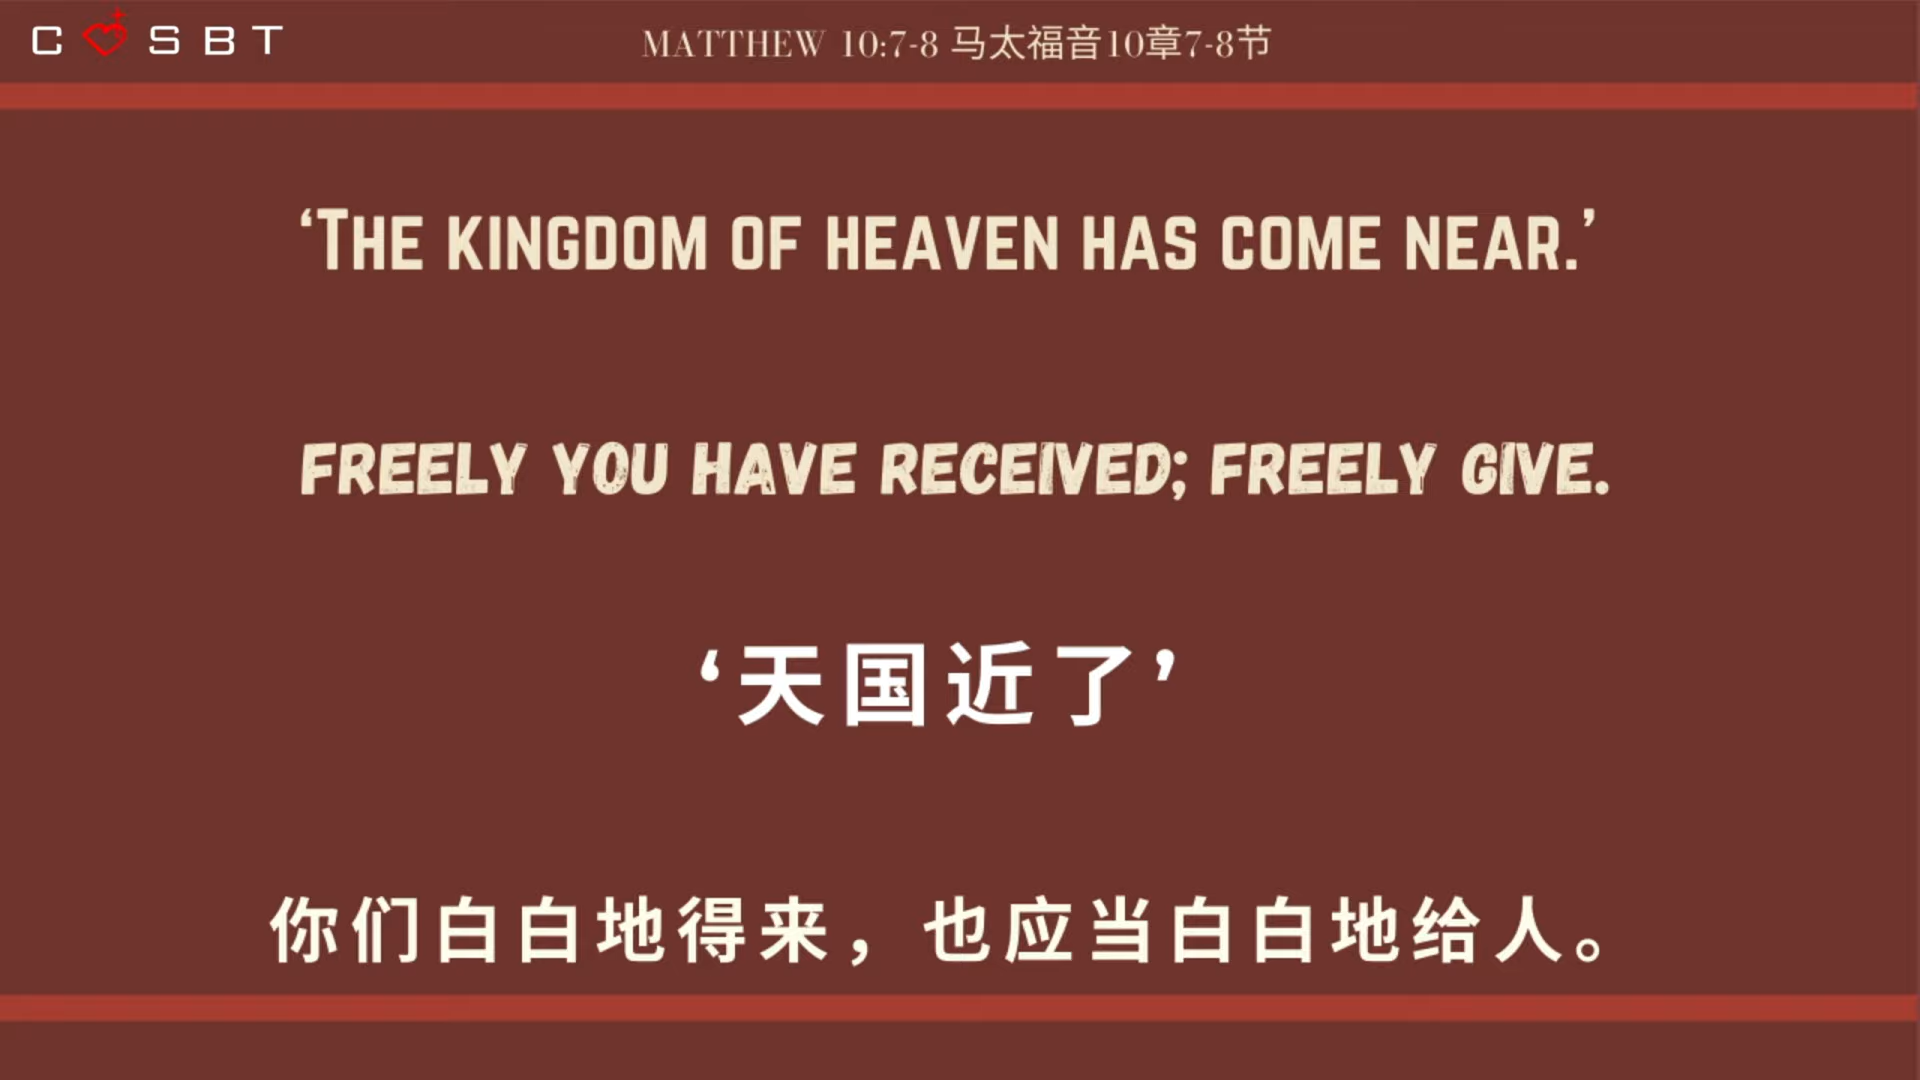 C SBT
MATTHEW 10:7-8 马太福音10章7-8节
‘THE KINGDOM OF HEAVEN HAS COME NEAR.’
FREELY YOU HAVE RECEIVED; FREELY GIVE.
‘天国近了’
你们白白地得来，也应当白白地给人。